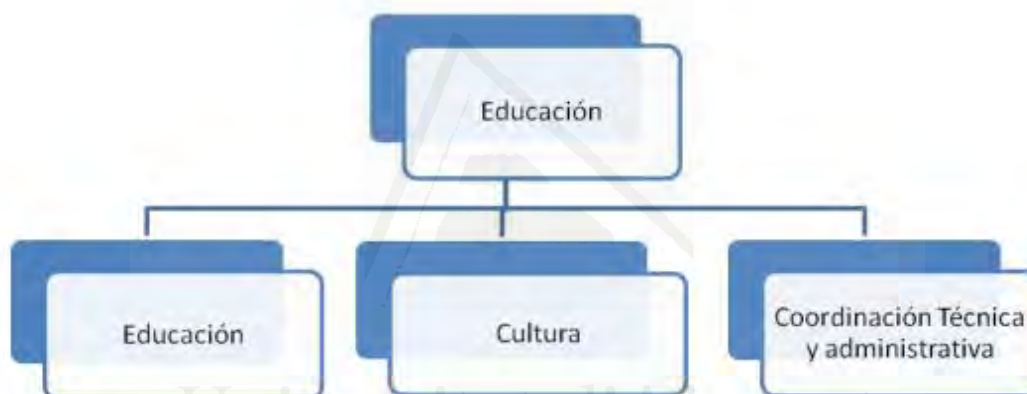 Educación
Educación
Cultura
Coordinación Técnica
y administrativa